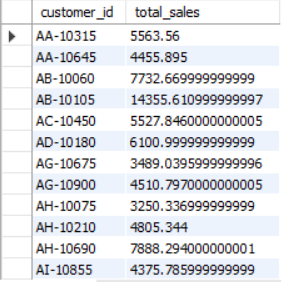 customer_id total_sales
AA-10315 5563.56
AA-10645 4455.895
AB-10060 7732.669999999999
AB-10105 14355.610999999997
AC-10450 5527.8460000000005
AD-10180 6100.999999999999
AG-10675 3489.0395999999996
AG-10900 4510.7970000000005
AH-10075 3250.336999999999
AH-10210 4805.344
AH-10690 7888.294000000001
AI-10855 4375.785999999999